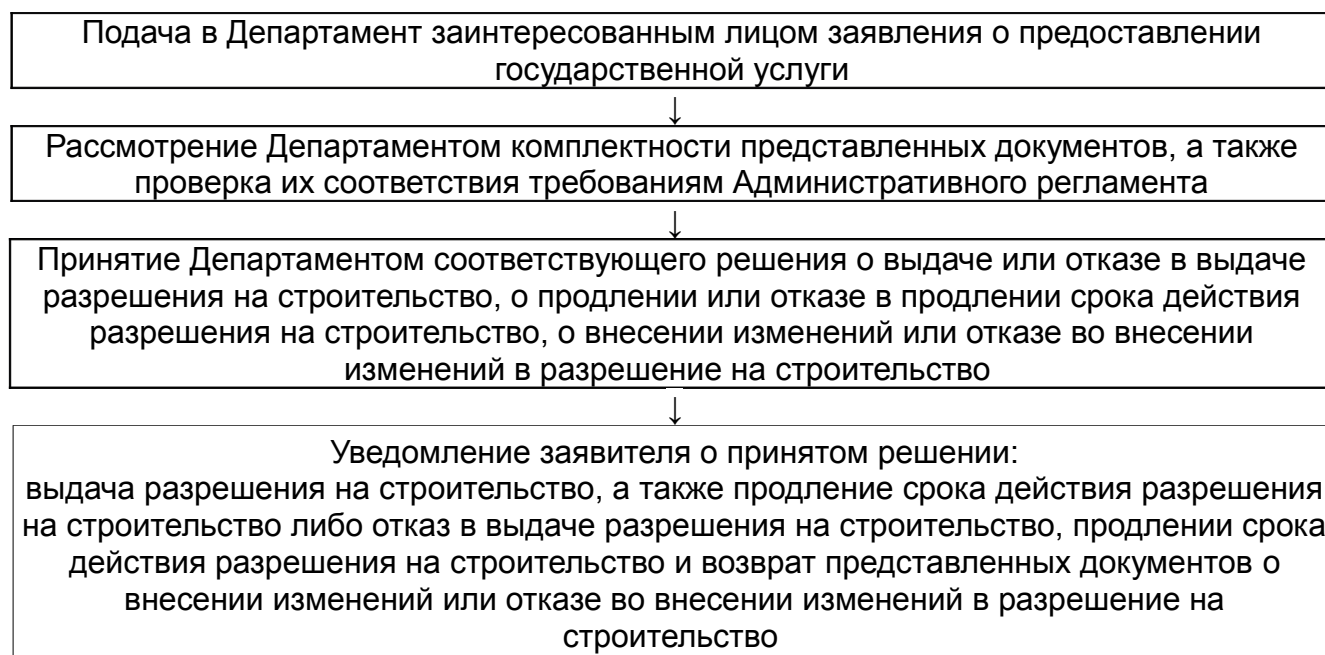 Подача в Департамент заинтересованным лицом заявления о предоставлении
государственной услуги
↓
Рассмотрение Департаментом комплектности представленных документов, а также
проверка их соответствия требованиям Административного регламента
↓
Принятие Департаментом соответствующего решения о выдаче или отказе в выдаче
разрешения на строительство, о продлении или отказе в продлении срока действия
разрешения на строительство, о внесении изменений или отказе во внесении
изменений в разрешение на строительство
↓
Уведомление заявителя о принятом решении:
выдача разрешения на строительство, а также продление срока действия разрешения
на строительство либо отказ в выдаче разрешения на строительство, продлении срока
действия разрешения на строительство и возврат представленных документов о
внесении изменений или отказе во внесении изменений в разрешение на
строительство